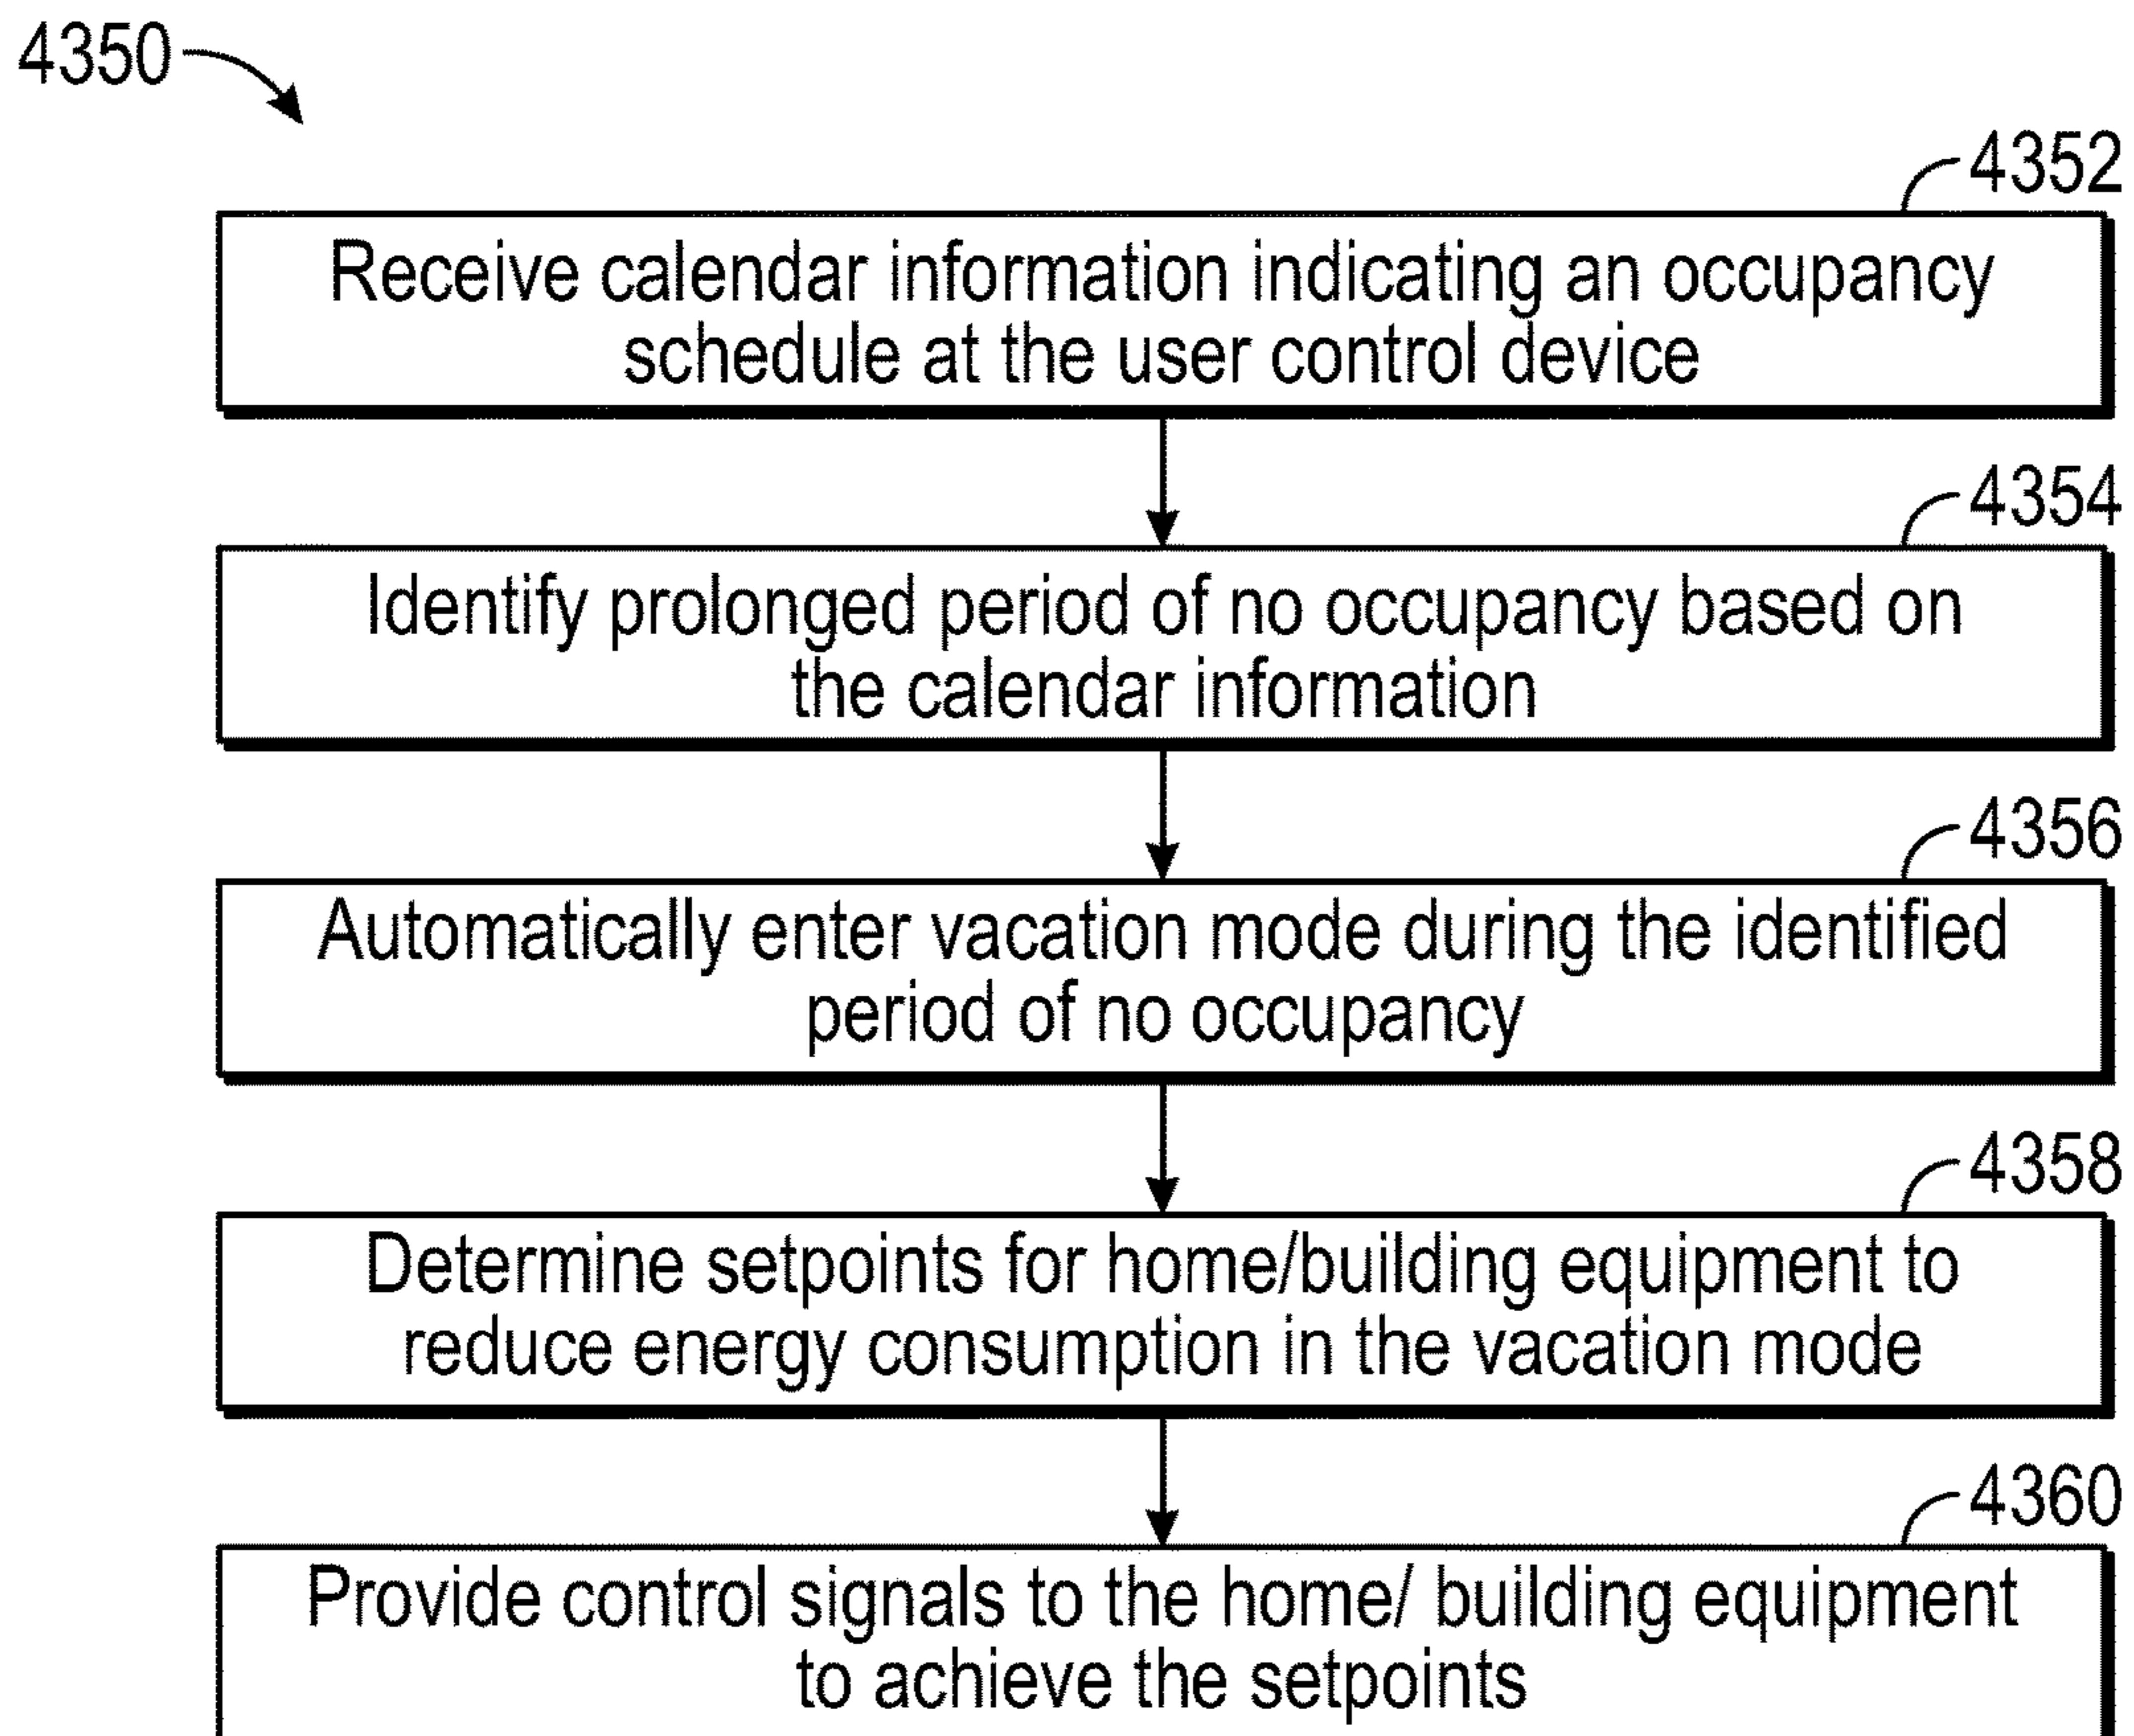 4350
4352
Receive calendar information indicating an occupancy
schedule at the user control device
4354
Identify prolonged period of no occupancy based on
the calendar information
4356
Automatically enter vacation mode during the identified
period of no occupancy
4358
Determine setpoints for home/building equipment to
reduce energy consumption in the vacation mode
4360
Provide control signals to the home/ building equipment
to achieve the setpoints